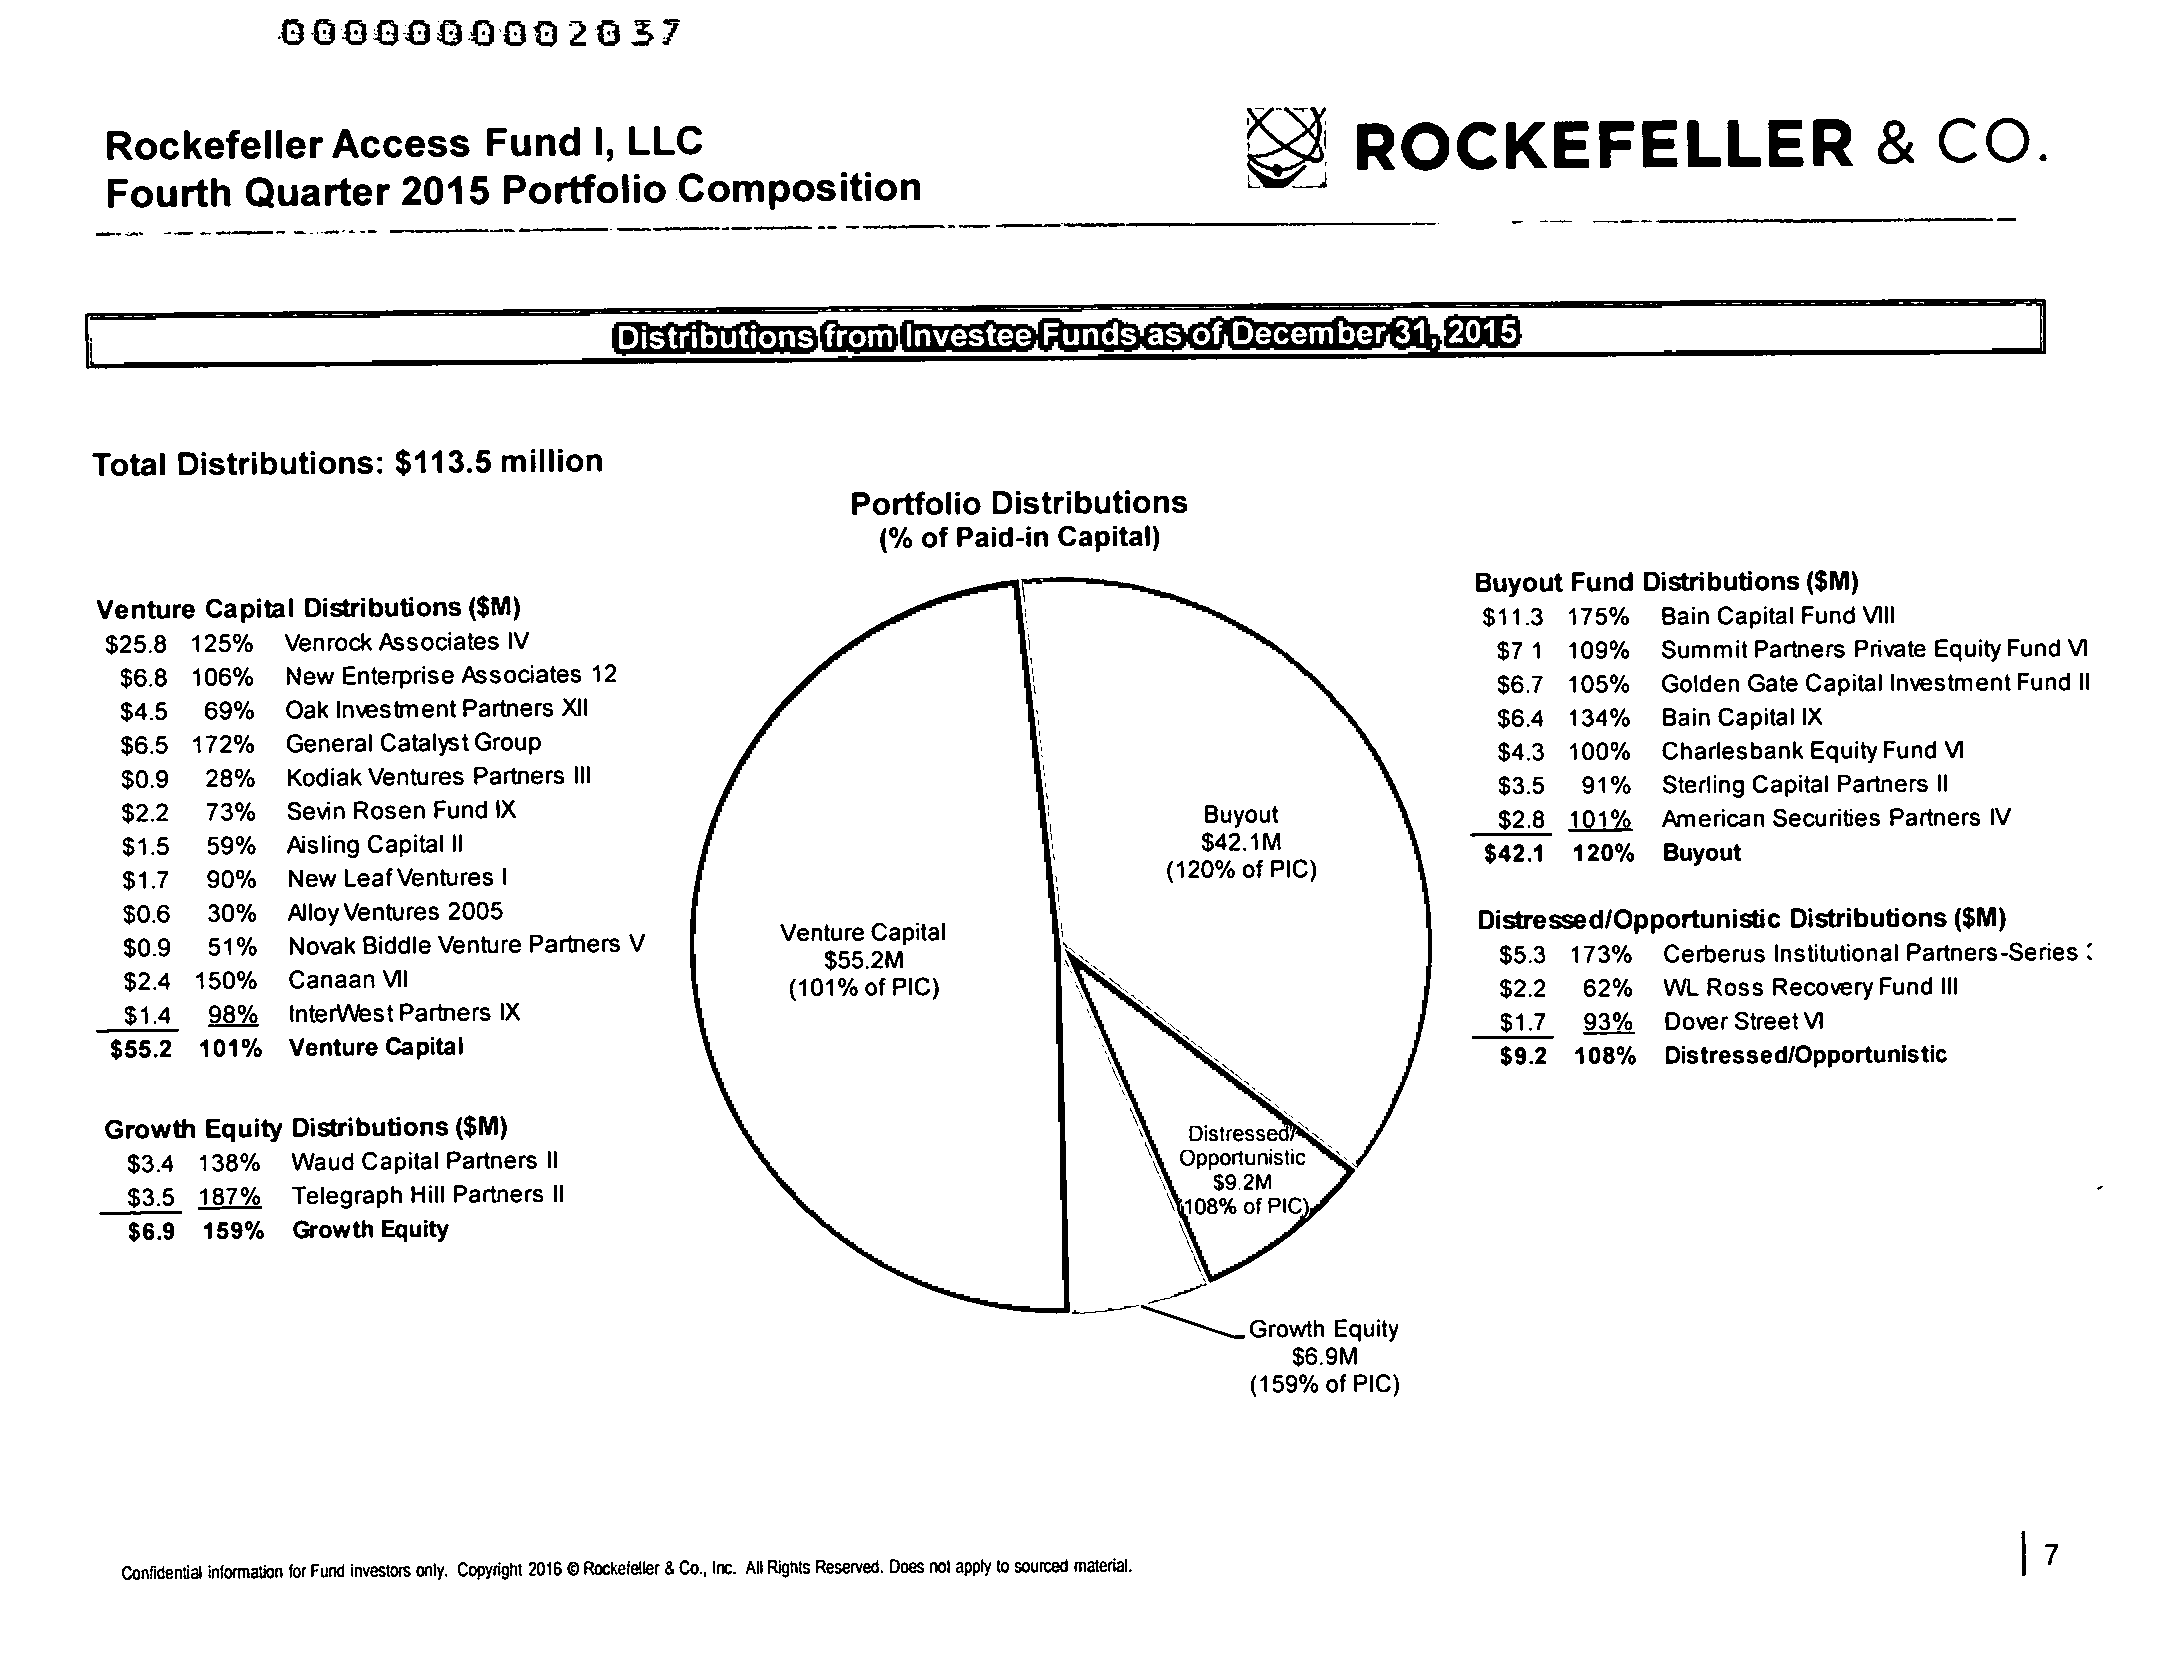 0000000002037
Rockefeller Access Fund I, LLC
Fourth Quarter 2015 Portfolio Composition
ROCKEFELLER & CO.
Distributions from Investee Funds as of December 31, 2015
Total Distributions: $113.5 million
Portfolio Distributions
(% of Paid-in Capital)
Venture Capital Distributions ($M)
$25.8 125% Venrock Associates IV
$6.8 106% New Enterprise Associates 12
$4.5 69% Oak Investment Partners XII
$6.5 172% General Catalyst Group
$0.9 28% Kodiak Ventures Partners III
$2.2 73% Sevin Rosen Fund IX
$1.5 59% Aisling Capital II
$1.7 90% New Leaf Ventures I
$0.6 30% Alloy Ventures 2005
$0.9 51% Novak Biddle Venture Partners V
$2.4 150% Canaan VII
$1.4 98% InterWest Partners IX
$55.2 101% Venture Capital
Growth Equity Distributions ($M)
$3.4 138% Waud Capital Partners II
$3.5 187% Telegraph Hill Partners II
$6.9 159% Growth Equity
Venture Capital
$55.2M
(101% of PIC)
Buyout
$42.1M
(120% of PIC)
Distressed/
Opportunistic
$9.2M
(108% of PIC)
Growth Equity
$6.9M
(159% of PIC)
Buyout Fund Distributions ($M)
$11.3 175% Bain Capital Fund VIII
$7 1 109% Summit Partners Private Equity Fund VI
$6.7 105% Golden Gate Capital Investment Fund II
$6.4 134% Bain Capital IX
$4.3 100% Charlesbank Equity Fund VI
$3.5 91% Sterling Capital Partners II
$2.8 101% American Securities Partners IV
$42.1 120% Buyout
Distressed/Opportunistic Distributions ($M)
$5.3 173% Cerberus Institutional Partners-Series
$2.2 62% WL Ross Recovery Fund III
$1.7 93% Dover Street VI
$9.2 108% Distressed/Opportunistic
Confidential information for Fund investors only. Copyright 2016 © Rockefeller & Co., Inc. All Rights Reserved. Does not apply to sourced material.
7